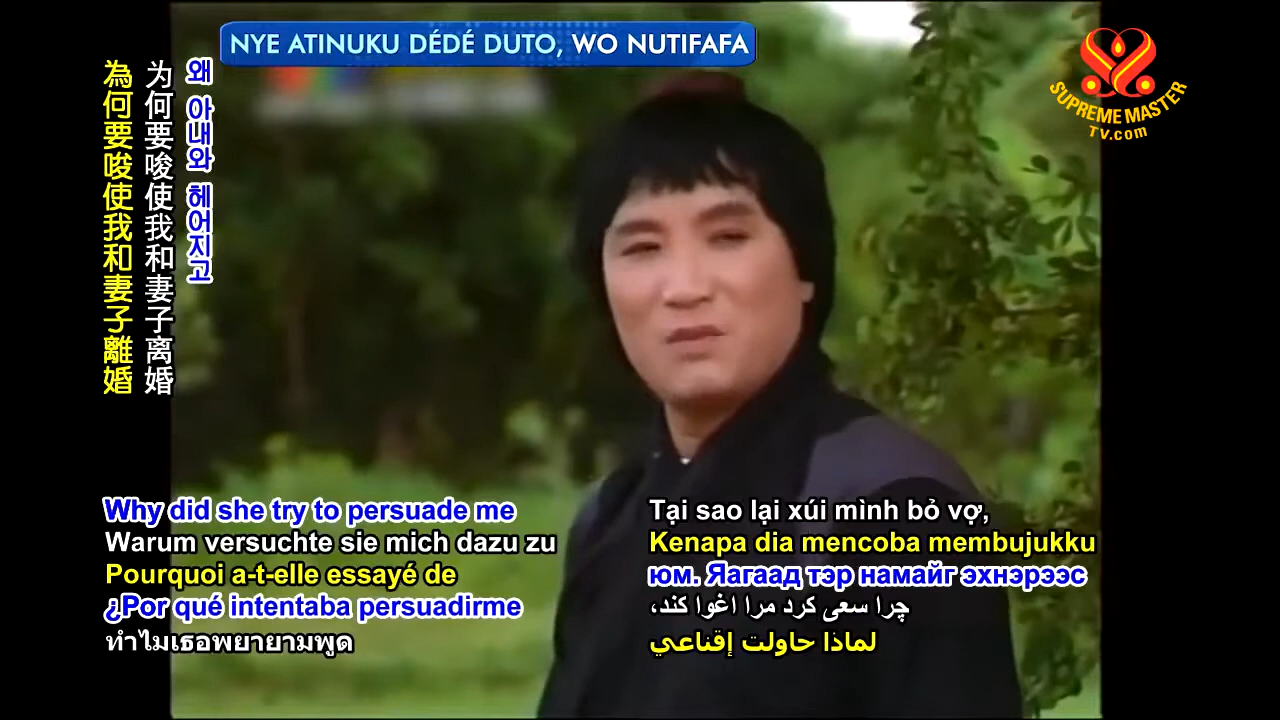 NYE ATINUKU DÉDÉ DUTO, WO NUTIFAFA
SUPREME MASTER
TV.com
왜 아내와 헤어지고
为何要唆使我和妻子离婚
為何要唆使我和妻子離婚
Why did she try to persuade me
Warum versuchte sie mich dazu zu
Pourquoi a-t-elle essayé de
¿Por qué intentaba persuadirme
ทำไมเธอพยายามพูด
Tại sao lại xúi mình bỏ vợ,
Kenapa dia mencoba membujukku
юм. Яагаад тэр намайг эхнэрээс
چرا سعی کرد مرا اغوا کند،
لماذا حاولت إقناعي